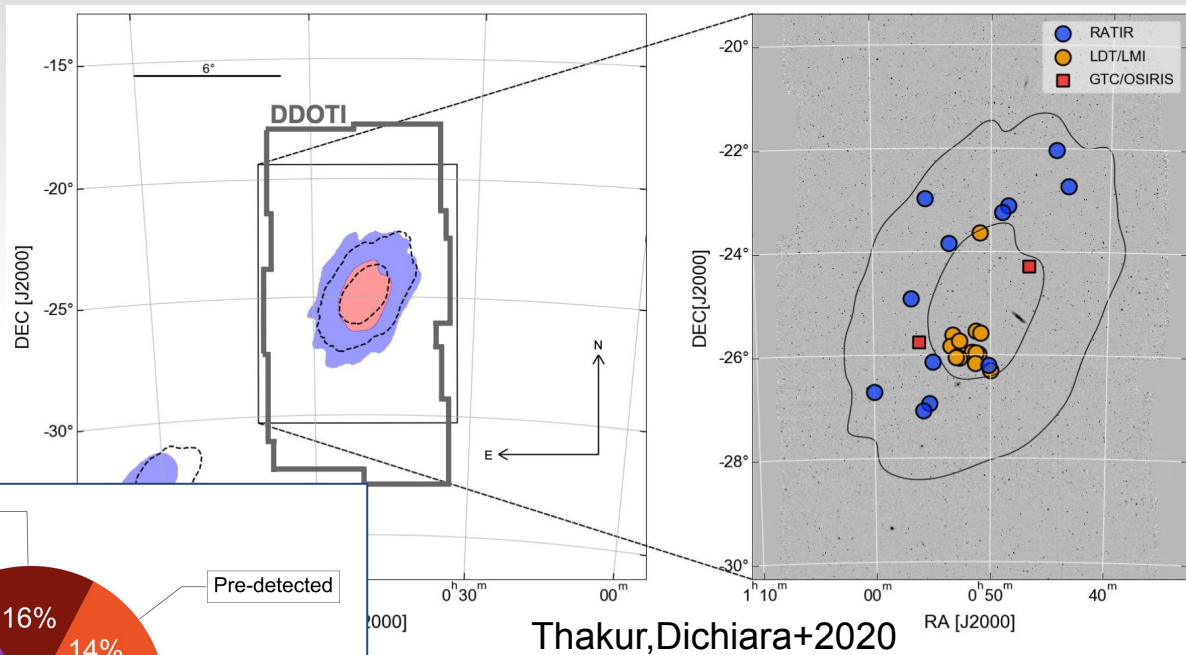 DDOTI
6°
-15°
-20°
-25°
-30°
DEC [J2000]
N
E
0ʰ30ᵐ
00ᵐ
2000]
RATIR
LDT/LMI
GTC/OSIRIS
-20°
-22°
-24°
-26°
-28°
-30°
DEC[J2000]
1ʰ10ᵐ
00ᵐ
0ʰ50ᵐ
40ᵐ
RA [J2000]
Pre-detected
16%
14%
Thakur,Dichiara+2020